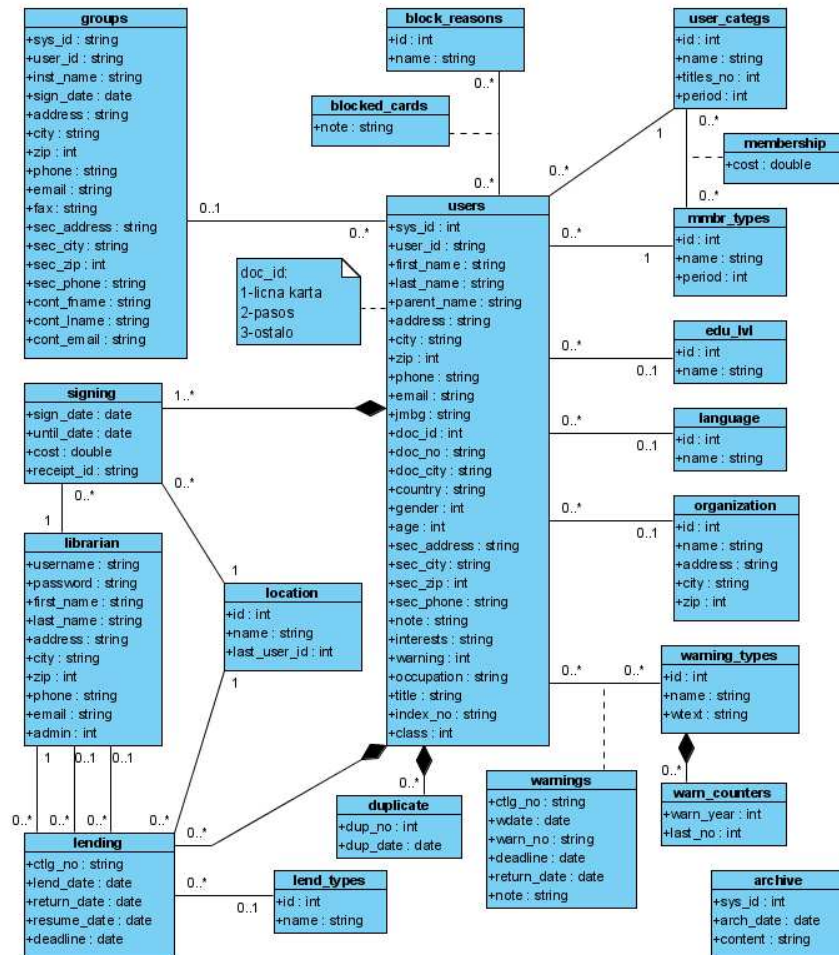 groups
+sys_id : string
+user_id : string
+inst_name : string
+sign_date : date
+address : string
+city : string
+zip : int
+phone : string
+email : string
+fax : string
+sec_address : string
+sec_city : string
+sec_zip : int
+sec_phone : string
+cont_fname : string
+cont_lname : string
+cont_email : string
block_reasons
+id : int
+name : string
0..*
blocked_cards
+note : string
0..*
user_categs
+id : int
+name : string
+titles_no : int
+period : int
0..*
1
0..*
membership
+cost : double
0..*
mmbr_types
+id : int
+name : string
+period : int
0..*
1
0..1
0..*
doc_id:
1-licna karta
2-pasos
3-ostalo
users
+sys_id : int
+user_id : string
+first_name : string
+last_name : string
+parent_name : string
+address : string
+city : string
+zip : int
+phone : string
+email : string
+jmbg : string
+doc_id : int
+doc_no : string
+doc_city : string
+country : string
+gender : int
+age : int
+sec_address : string
+sec_city : string
+sec_zip : int
+sec_phone : string
+note : string
+interests : string
+warning : int
+occupation : string
+title : string
+index_no : string
+class : int
edu_lvl
+id : int
+name : string
0..*
0..1
language
+id : int
+name : string
0..*
0..1
organization
+id : int
+name : string
+address : string
+city : string
+zip : int
0..*
0..1
signing
+sign_date : date
+until_date : date
+cost : double
+receipt_id : string
1..*
0..*
0..*
1
1
librarian
+username : string
+password : string
+first_name : string
+last_name : string
+address : string
+city : string
+zip : int
+phone : string
+email : string
+admin : int
location
+id : int
+name : string
+last_user_id : int
1
1
0..1
0..1
0..*
0..*
0..*
0..*
0..*
lending
+ctlg_no : string
+lend_date : date
+return_date : date
+resume_date : date
+deadline : date
0..*
0..1
lend_types
+id : int
+name : string
0..*
duplicate
+dup_no : int
+dup_date : date
0..*
0..*
warning_types
+id : int
+name : string
+wtext : string
0..*
warnings
+ctlg_no : string
+wdate : date
+warn_no : string
+deadline : date
+return_date : date
+note : string
warn_counters
+warn_year : int
+last_no : int
archive
+sys_id : int
+arch_date : date
+content : string